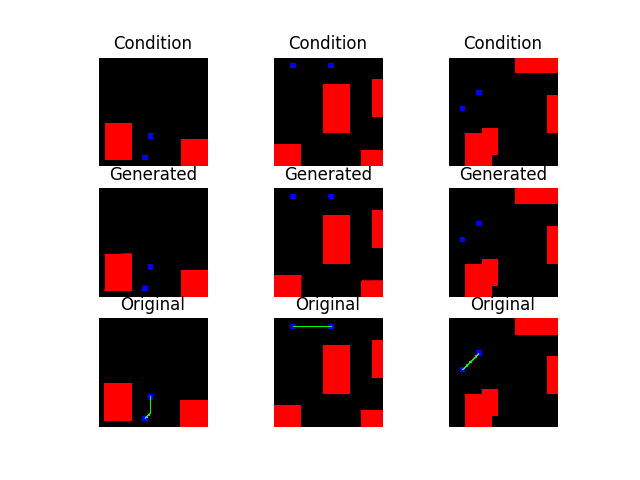 Condition Condition Condition
Generated Generated Generated
Original Original Original